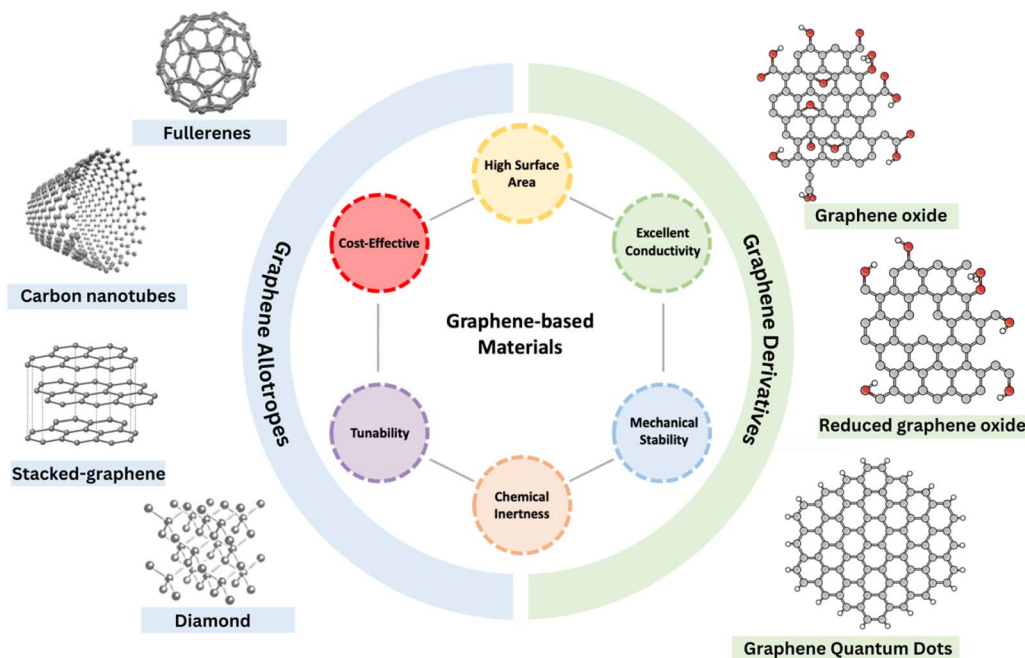 Fullerenes
Carbon nanotubes
Stacked-graphene
Diamond
Graphene Allotropes
High Surface
Area
Cost-Effective
Excellent
Conductivity
Graphene-based
Materials
Tunability
Mechanical
Stability
Chemical
Inertness
Graphene Derivatives
Graphene oxide
Reduced graphene oxide
Graphene Quantum Dots